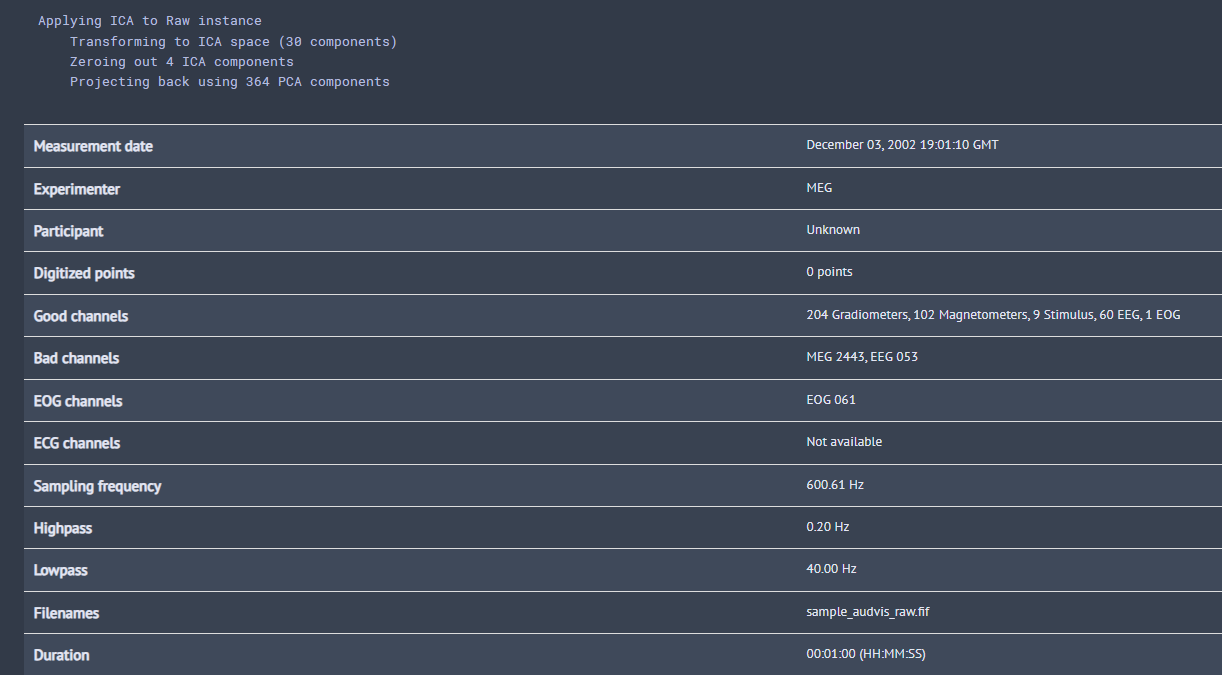 Applying ICA to Raw instance
Transforming to ICA space (30 components)
Zeroing out 4 ICA components
Projecting back using 364 PCA components
Measurement date December 03, 2002 19:01:10 GMT
Experimenter MEG
Participant Unknown
Digitized points 0 points
Good channels 204 Gradiometers, 102 Magnetometers, 9 Stimulus, 60 EEG, 1 EOG
Bad channels MEG 2443, EEG 053
EOG channels EOG 061
ECG channels Not available
Sampling frequency 600.61 Hz
Highpass 0.20 Hz
Lowpass 40.00 Hz
Filenames sample_audvis_raw.fif
Duration 00:01:00 (HH:MM:SS)